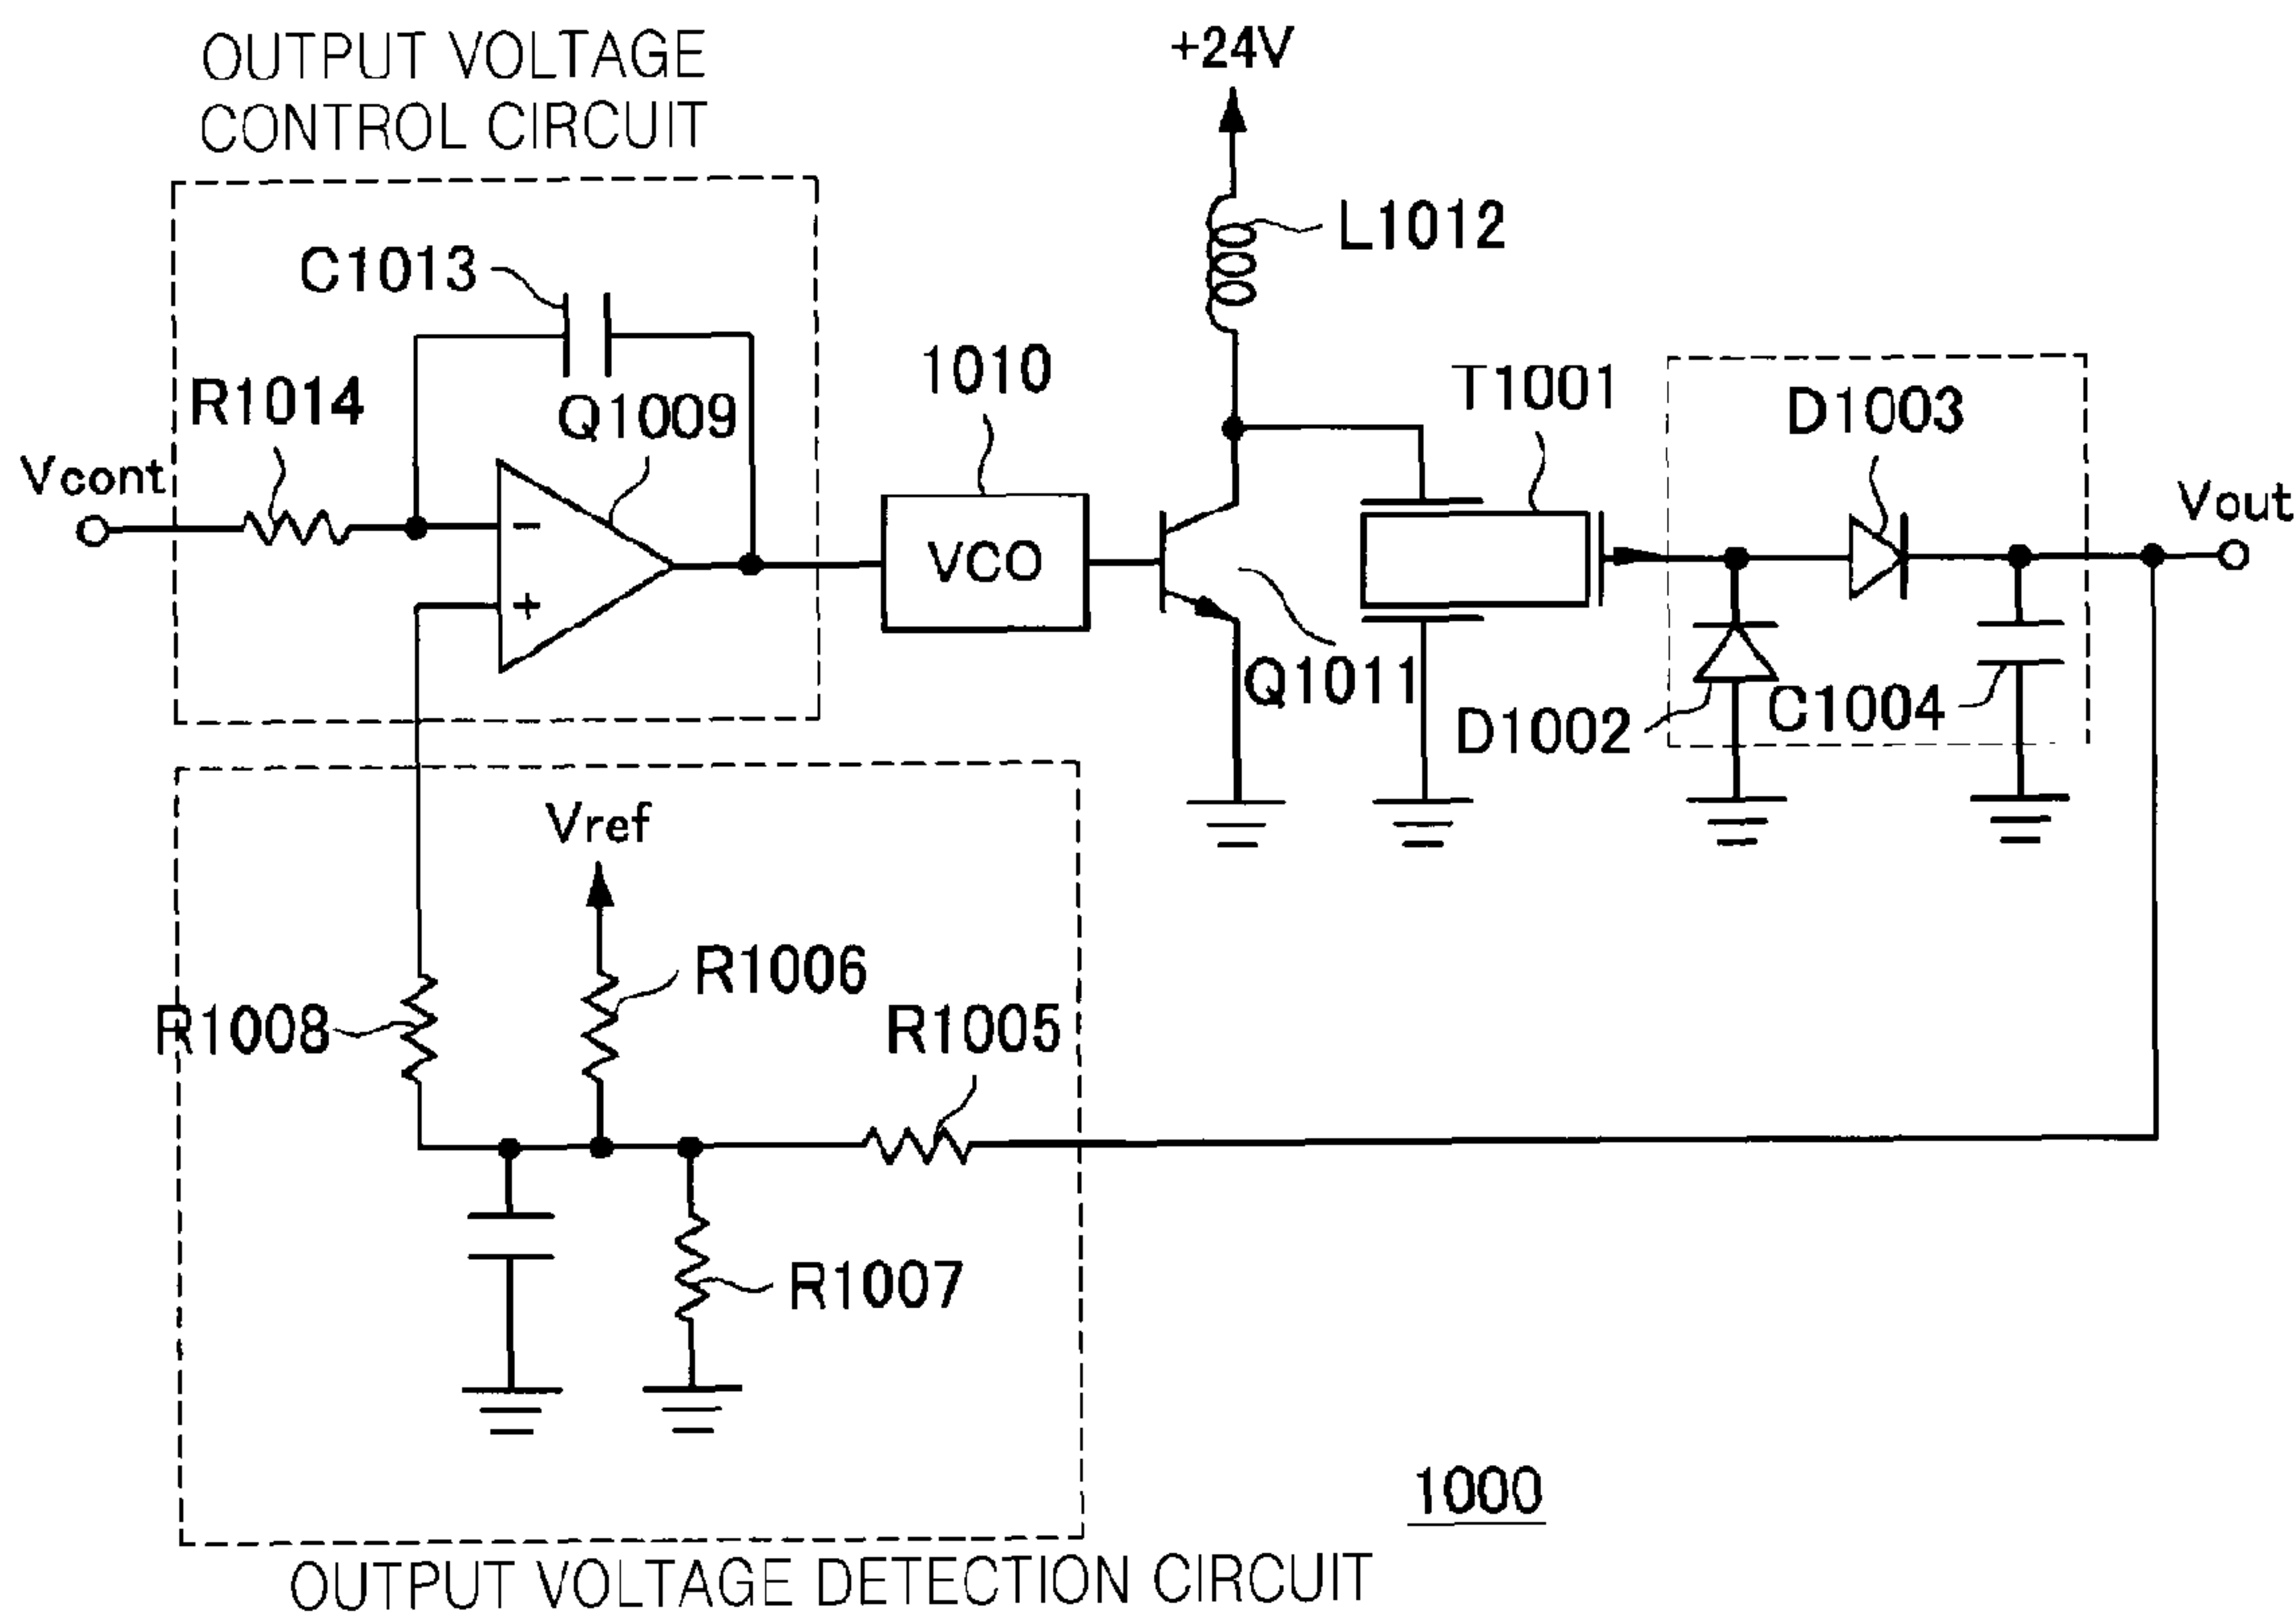 OUTPUT VOLTAGE
CONTROL CIRCUIT
+24V
L1012
C1013
R1014
Q1009
1010
T1001
D1003
Vcont
Vout
−
+
VCO
Q1011
D1002
C1004
Vref
R1006
R1008
R1005
R1007
1000
OUTPUT VOLTAGE DETECTION CIRCUIT